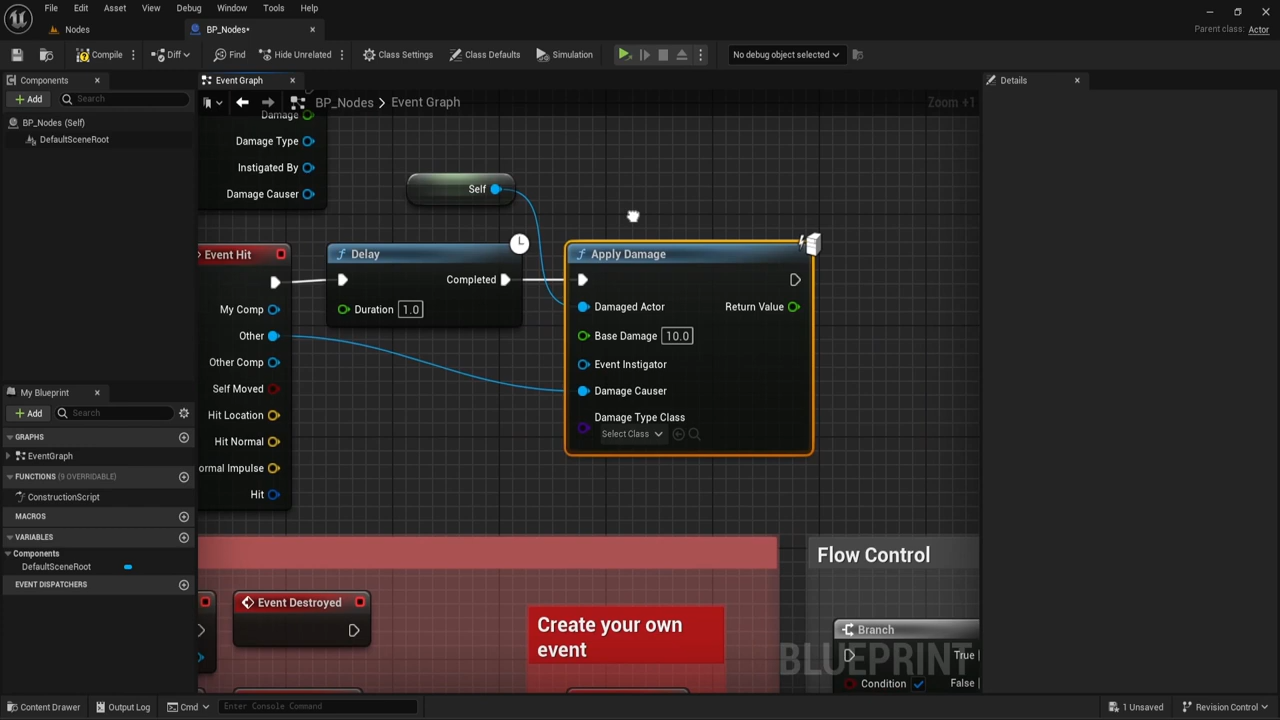 File Edit Asset View Debug Window Tools Help
Nodes
BP_Nodes*
Parent class: Actor
Compile
Diff
Find
Hide Unrelated
Class Settings
Class Defaults
Simulation
No debug object selected
Components
Event Graph
Details
Add
Search
BP_Nodes > Event Graph
Zoom +1
BP_Nodes (Self)
DefaultSceneRoot
Damage
Damage Type
Instigated By
Damage Causer
Self
Event Hit
My Comp
Other
Other Comp
Self Moved
Hit Location
Hit Normal
ormal Impulse
Hit
Delay
Completed
Duration 1.0
Apply Damage
Damaged Actor
Return Value
Base Damage 10.0
Event Instigator
Damage Causer
Damage Type Class
Select Class
My Blueprint
Add
Search
GRAPHS
EventGraph
FUNCTIONS (9 OVERRIDABLE)
ConstructionScript
MACROS
VARIABLES
Components
DefaultSceneRoot
EVENT DISPATCHERS
Event Destroyed
Create your own
event
Flow Control
Branch
True
Condition
False
BLUEPRINT
Content Drawer
Output Log
Cmd
Enter Console Command
1 Unsaved
Revision Control